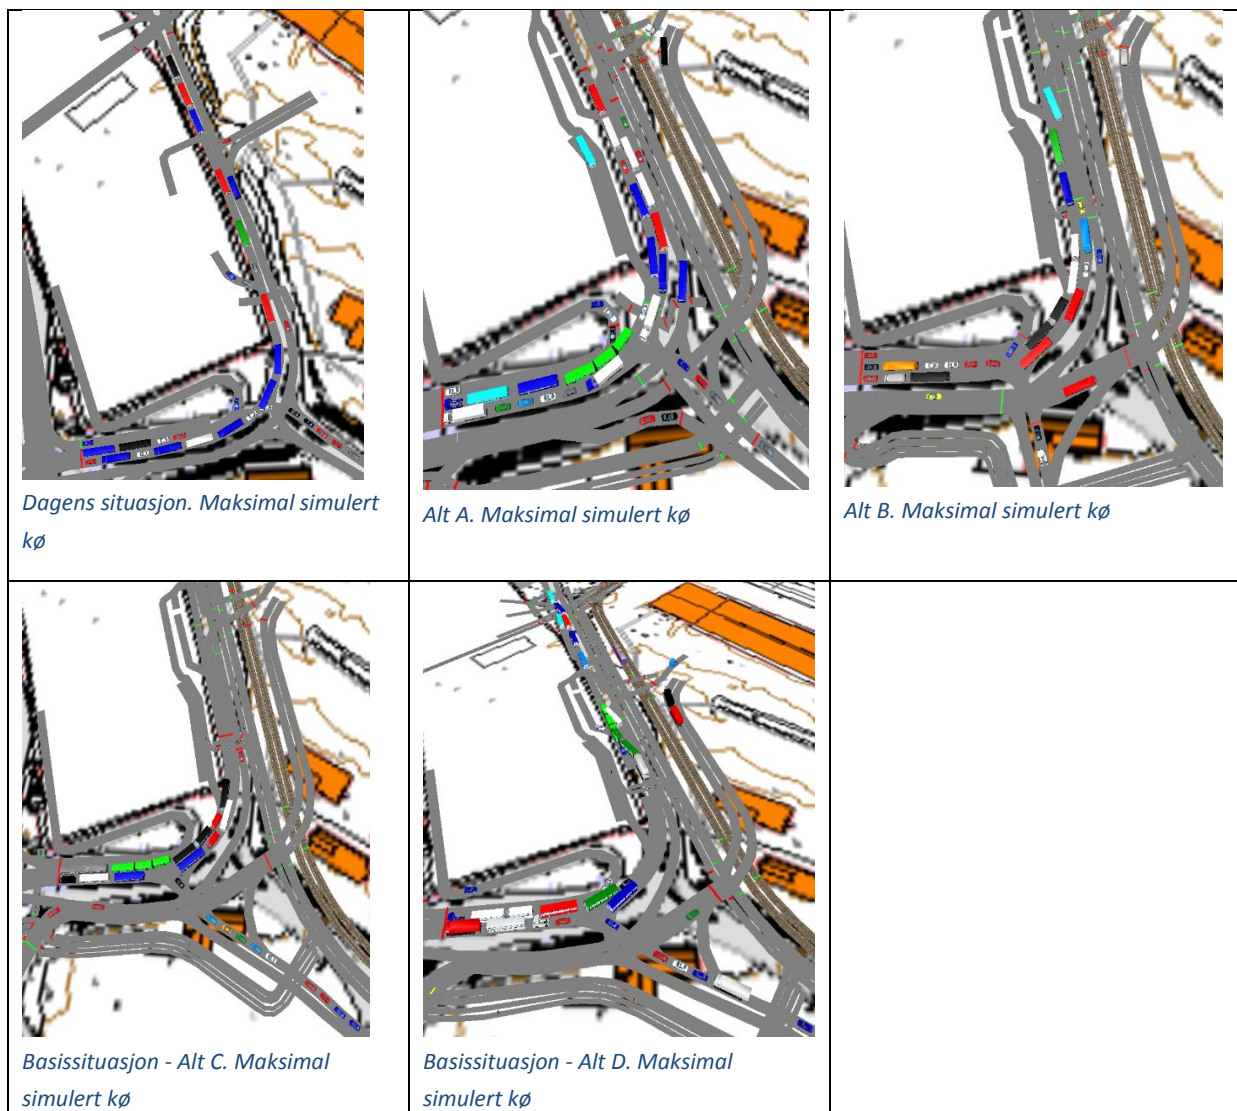 Dagens situasjon. Maksimal simulert
kø
Alt A. Maksimal simulert kø
Alt B. Maksimal simulert kø
Basissituasjon - Alt C. Maksimal
simulert kø
Basissituasjon - Alt D. Maksimal
simulert kø